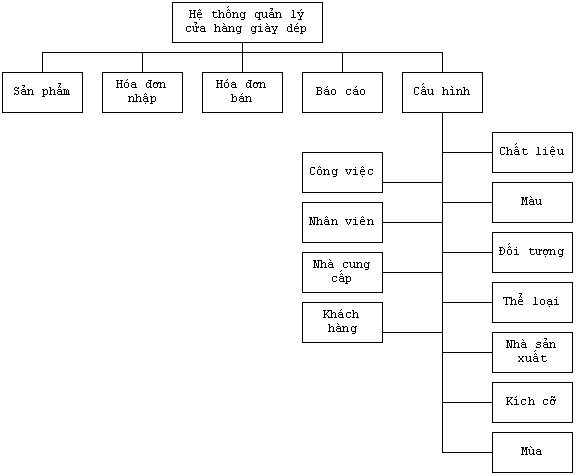 Hệ thống quản lý
cửa hàng giày dép
Sản phẩm
Hóa đơn
nhập
Hóa đơn
bán
Báo cáo
Cấu hình
Công việc
Nhân viên
Nhà cung
cấp
Khách
hàng
Chất liệu
Màu
Đối tượng
Thể loại
Nhà sản
xuất
Kích cỡ
Mùa